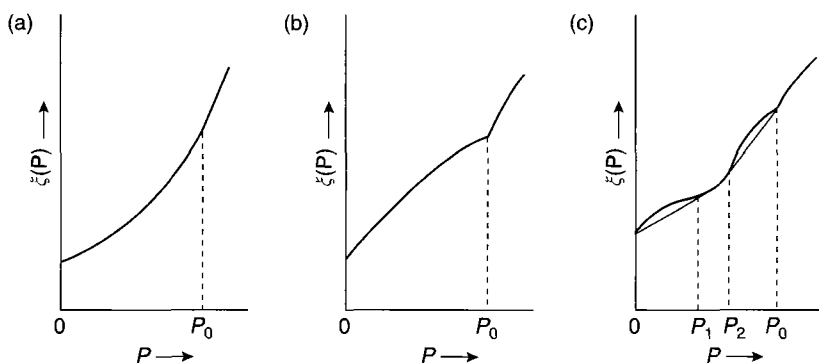 (a)
ξ(P) ⟶
0
P₀
P ⟶
(b)
ξ(P) ⟶
0
P₀
P ⟶
(c)
ξ(P) ⟶
0
P₁
P₂
P₀
P ⟶